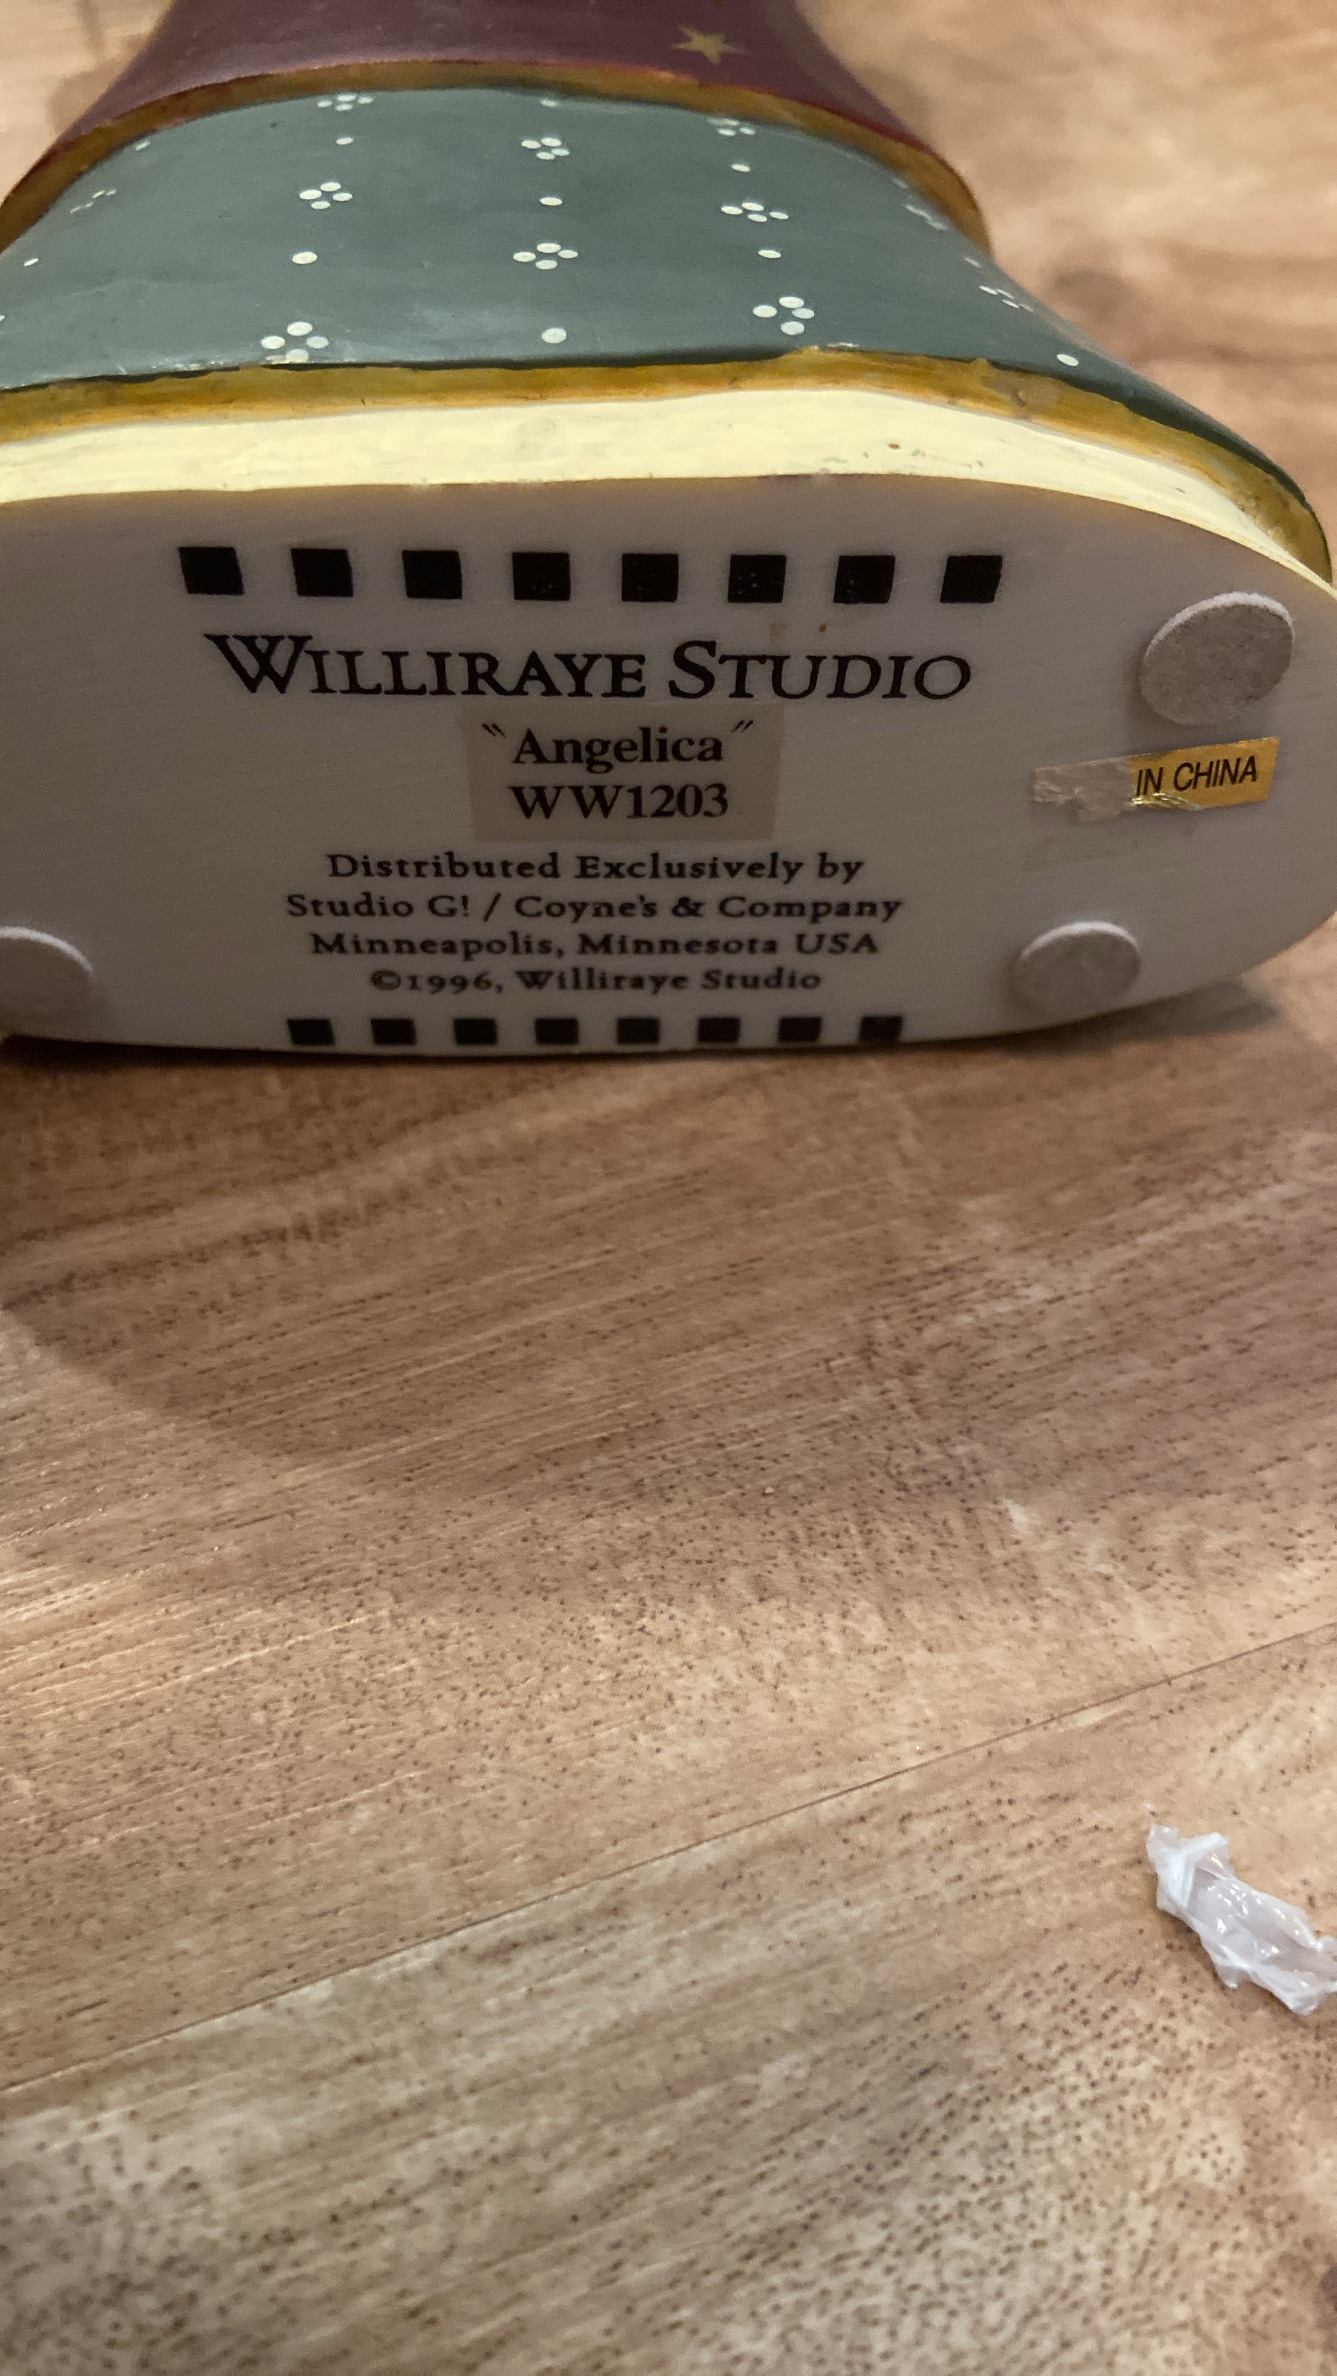 WILLIRAYE STUDIO
"Angelica"
WW1203
IN CHINA
Distributed Exclusively by
Studio G! / Coyne's & Company
Minneapolis, Minnesota USA
©1996, Williraye Studio